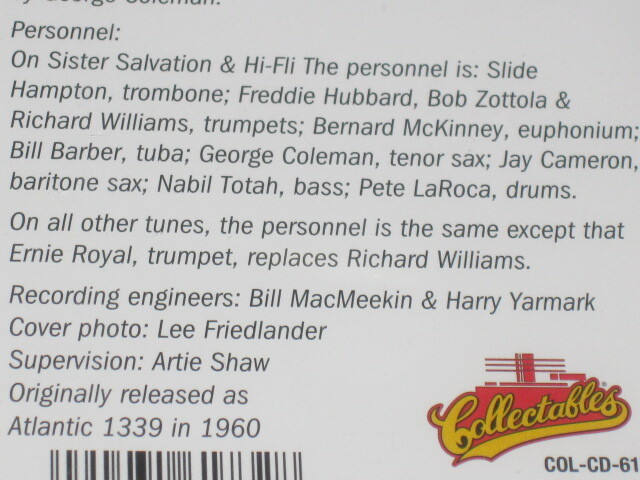 by George Coleman.
Personnel:
On Sister Salvation & Hi-Fli The personnel is: Slide
Hampton, trombone; Freddie Hubbard, Bob Zottola &
Richard Williams, trumpets; Bernard McKinney, euphonium;
Bill Barber, tuba; George Coleman, tenor sax; Jay Cameron,
baritone sax; Nabil Totah, bass; Pete LaRoca, drums.
On all other tunes, the personnel is the same except that
Ernie Royal, trumpet, replaces Richard Williams.
Recording engineers: Bill MacMeekin & Harry Yarmark
Cover photo: Lee Friedlander
Supervision: Artie Shaw
Originally released as
Atlantic 1339 in 1960
Collectables®
COL-CD-61